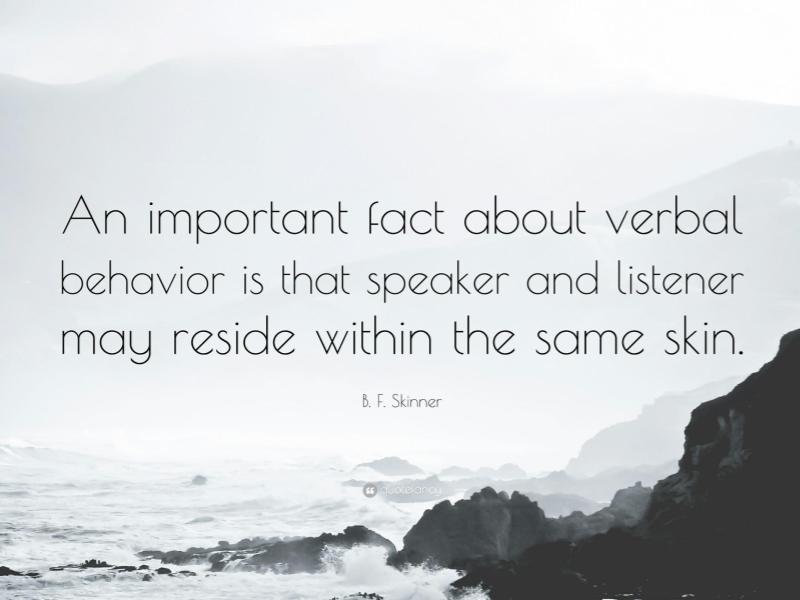 An important fact about verbal
behavior is that speaker and listener
may reside within the same skin.
B. F. Skinner
quotefancy